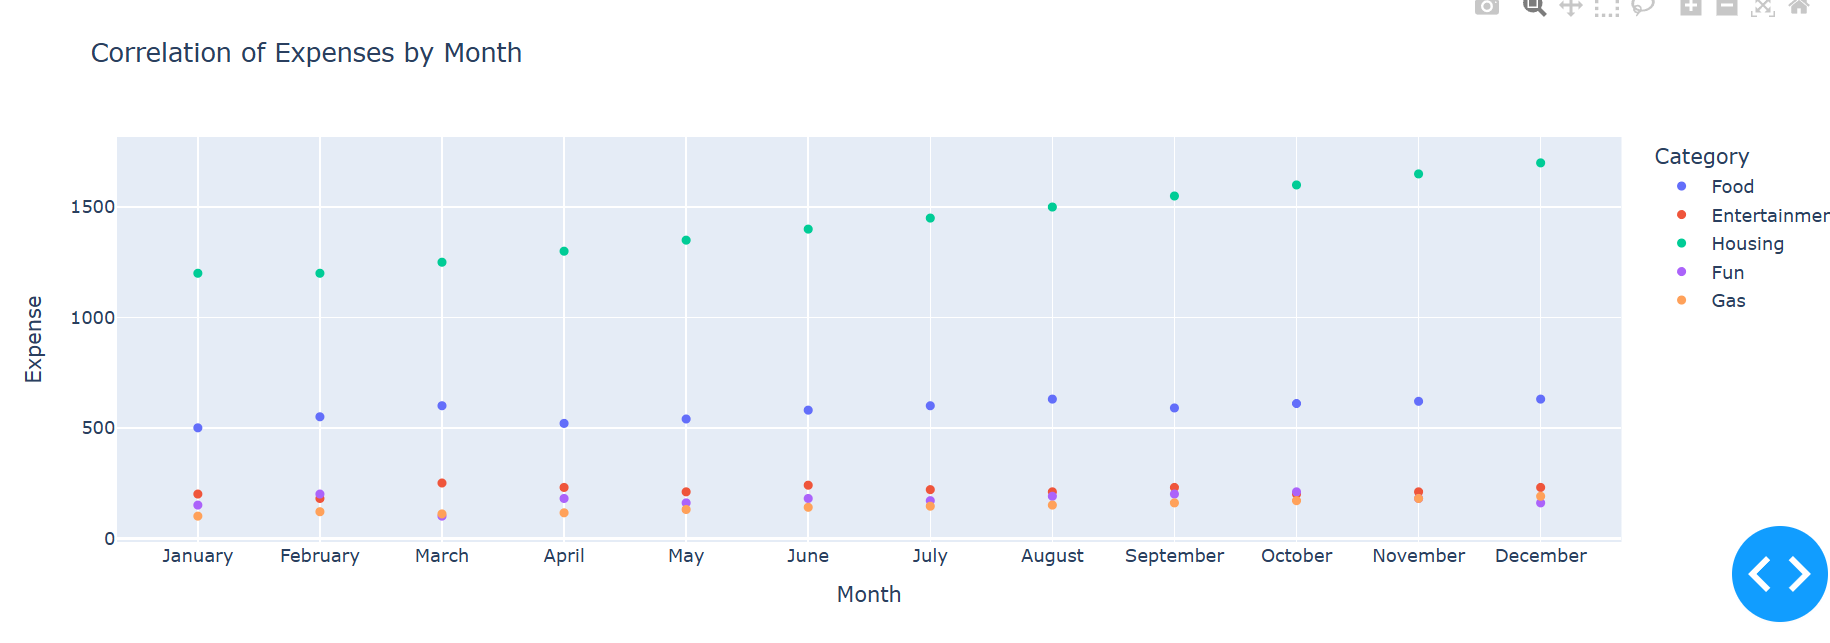 Correlation of Expenses by Month
Category
Food
Entertainmer
Housing
Fun
Gas
Expense
1500
1000
500
0
January February March April May June July August September October November December
Month